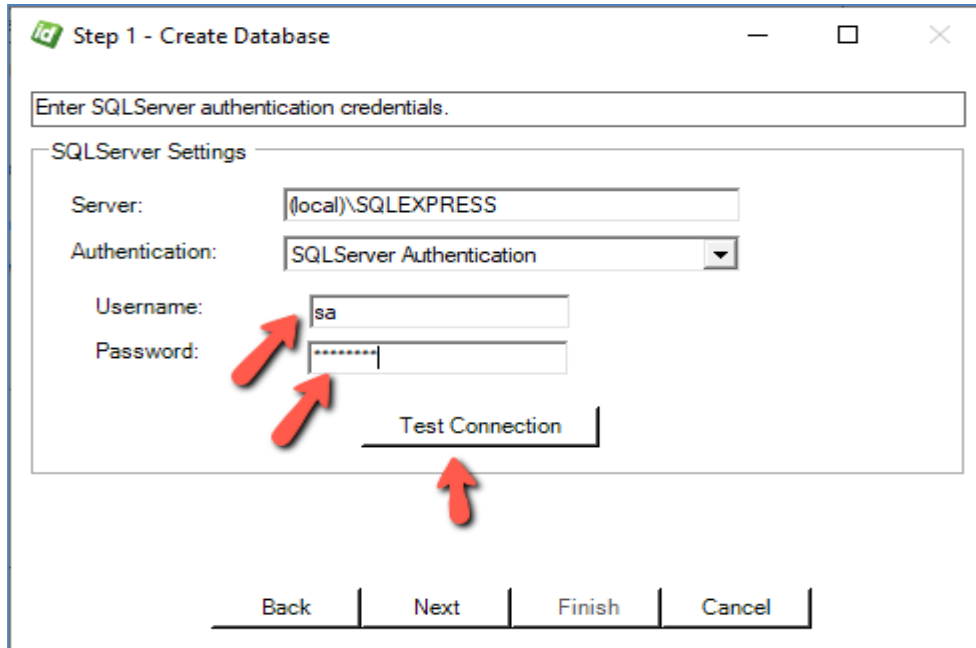 id Step 1 - Create Database
Enter SQLServer authentication credentials.
SQLServer Settings
Server: (local)\SQLEXPRESS
Authentication: SQLServer Authentication
Username: sa
Password: ********
Test Connection
Back Next Finish Cancel